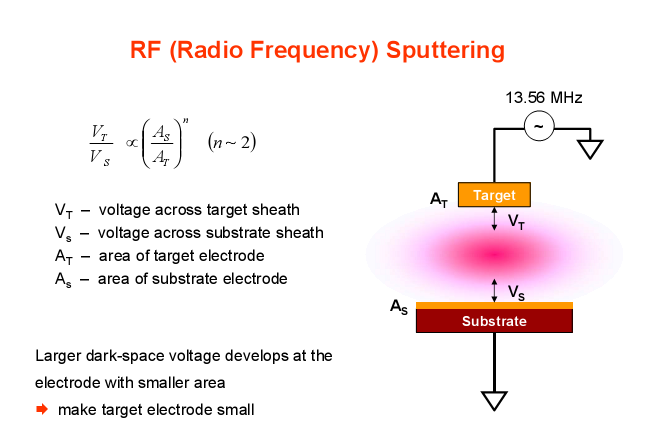 RF (Radio Frequency) Sputtering
13.56 MHz
~
V_T / V_S ∝ (A_S / A_T)^n (n ~ 2)
Target
A_T
V_T
V_T – voltage across target sheath
V_s – voltage across substrate sheath
A_T – area of target electrode
A_s – area of substrate electrode
V_S
A_S
Substrate
Larger dark-space voltage develops at the
electrode with smaller area
➡ make target electrode small